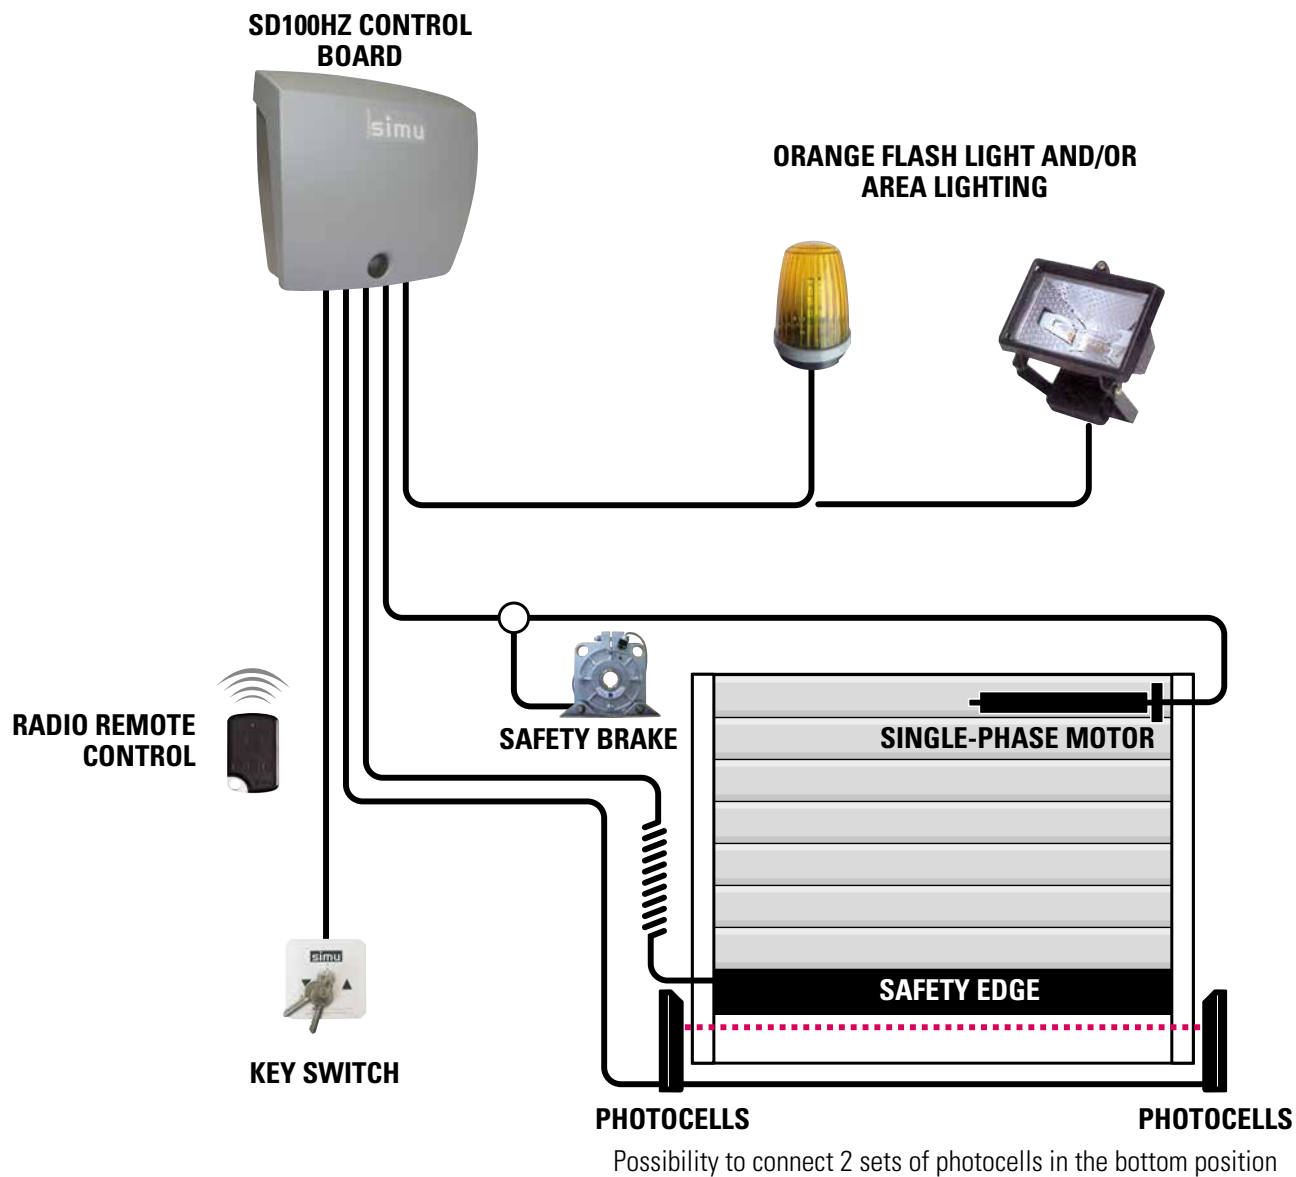 SD100HZ CONTROL
BOARD
simu
ORANGE FLASH LIGHT AND/OR
AREA LIGHTING
RADIO REMOTE
CONTROL
SAFETY BRAKE
SINGLE-PHASE MOTOR
simu
SAFETY EDGE
KEY SWITCH
PHOTOCELLS
PHOTOCELLS
Possibility to connect 2 sets of photocells in the bottom position